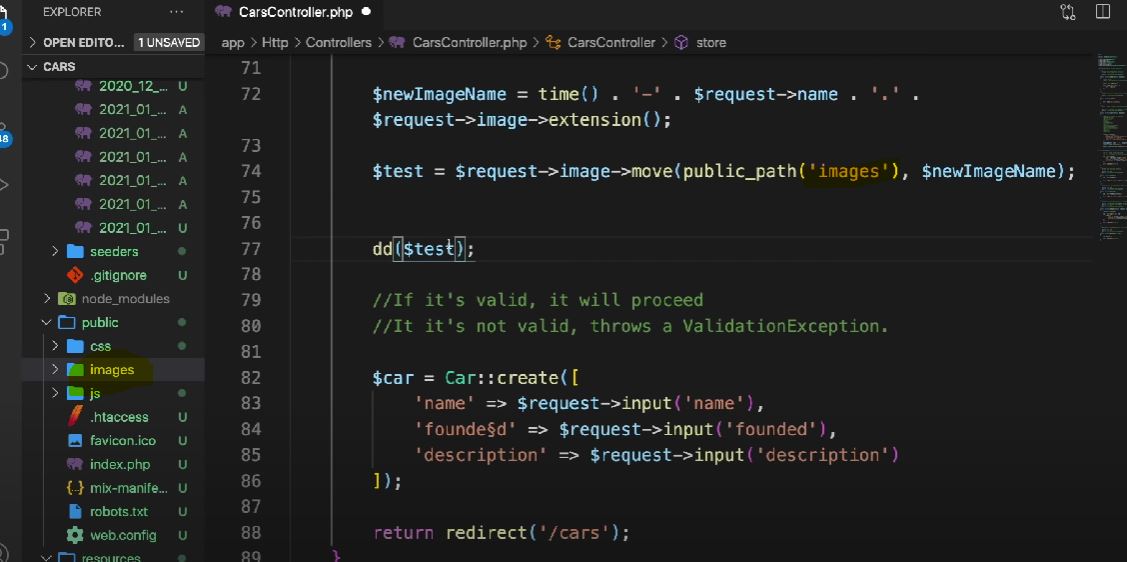 EXPLORER
···
CarsController.php
OPEN EDITO... 1 UNSAVED
app > Http > Controllers > CarsController.php > CarsController > store
CARS
2020_12_... U
2021_01_... A
2021_01_... A
2021_01_... A
2021_01_... A
2021_01_... A
2021_01_... U
seeders
.gitignore U
node_modules
public
css
images
js
.htaccess U
favicon.ico U
index.php U
mix-manife... U
robots.txt U
web.config U
resources
1
48
71
72 $newImageName = time() . '-' . $request->name . '.' .
$request->image->extension();
73
74 $test = $request->image->move(public_path('images'), $newImageName);
75
76
77 dd($test);
78
79 //If it's valid, it will proceed
80 //It it's not valid, throws a ValidationException.
81
82 $car = Car::create([
83 'name' => $request->input('name'),
84 'founde§d' => $request->input('founded'),
85 'description' => $request->input('description')
86 ]);
87
88 return redirect('/cars');
89 }